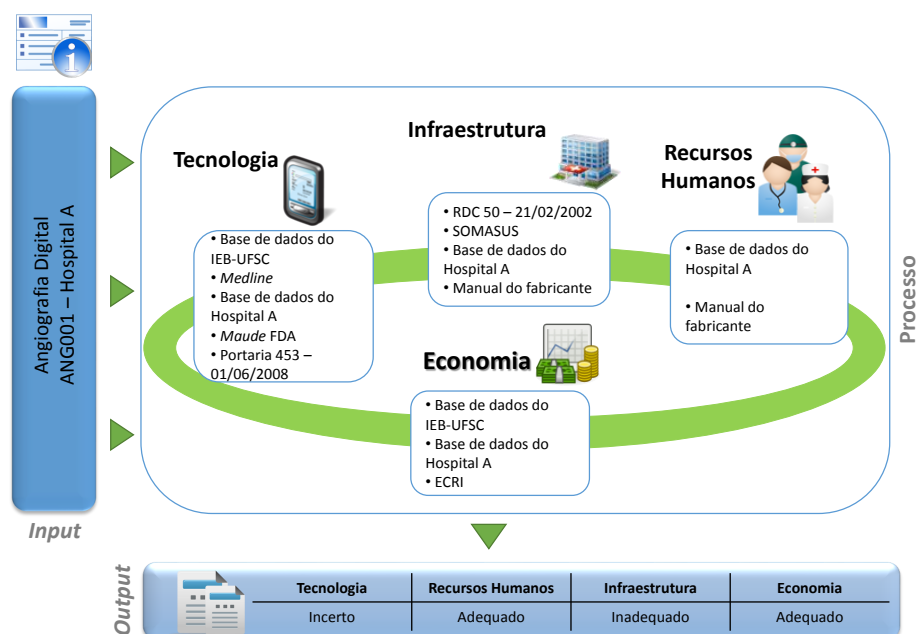 Angiografia Digital
ANG001 – Hospital A
Input
Tecnologia
• Base de dados do
IEB-UFSC
• Medline
• Base de dados do
Hospital A
• Maude FDA
• Portaria 453 –
01/06/2008
Infraestrutura
• RDC 50 – 21/02/2002
• SOMASUS
• Base de dados do
Hospital A
• Manual do fabricante
Recursos
Humanos
• Base de dados do
Hospital A
• Manual do
fabricante
Economia
• Base de dados do
IEB-UFSC
• Base de dados do
Hospital A
• ECRI
Processo
Output
Tecnologia Recursos Humanos Infraestrutura Economia
Incerto Adequado Inadequado Adequado